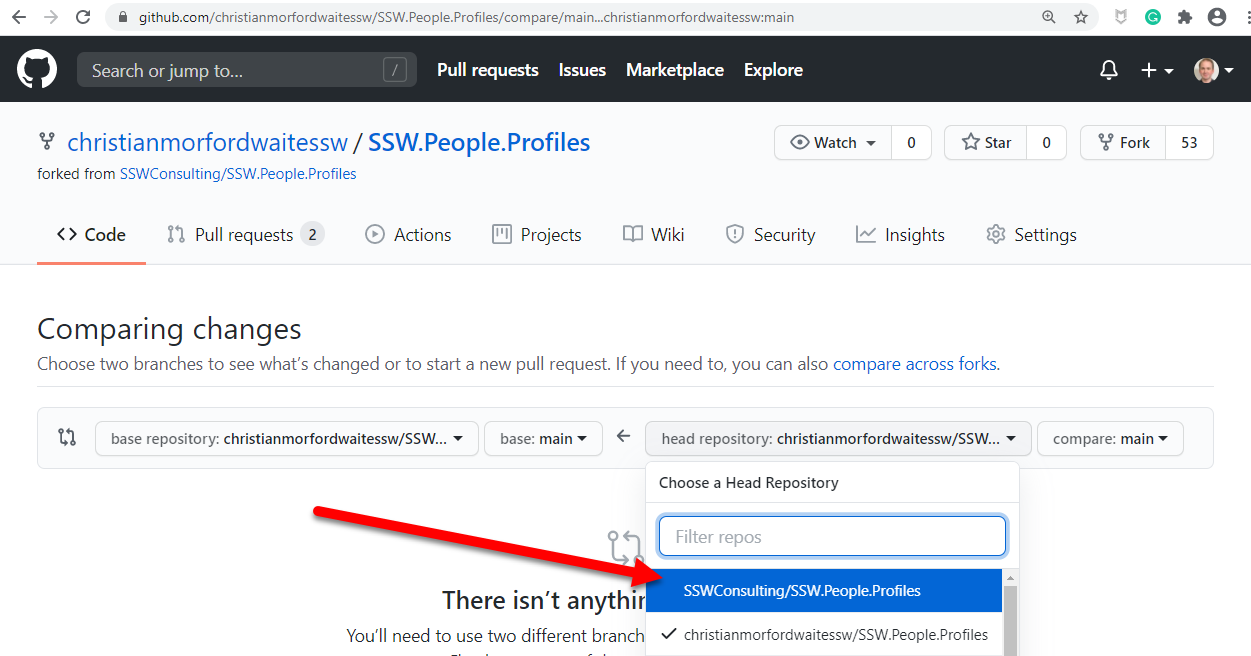 github.com/christianmorfordwaitessw/SSW.People.Profiles/compare/main...christianmorfordwaitessw:main
Search or jump to... /
Pull requests Issues Marketplace Explore
christianmorfordwaitessw / SSW.People.Profiles
Watch 0 Star 0 Fork 53
forked from SSWConsulting/SSW.People.Profiles
Code Pull requests 2 Actions Projects Wiki Security Insights Settings
Comparing changes
Choose two branches to see what's changed or to start a new pull request. If you need to, you can also compare across forks.
base repository: christianmorfordwaitessw/SSW... base: main head repository: christianmorfordwaitessw/SSW... compare: main
Choose a Head Repository
Filter repos
SSWConsulting/SSW.People.Profiles
There isn't anythin
christianmorfordwaitessw/SSW.People.Profiles
You'll need to use two different branch